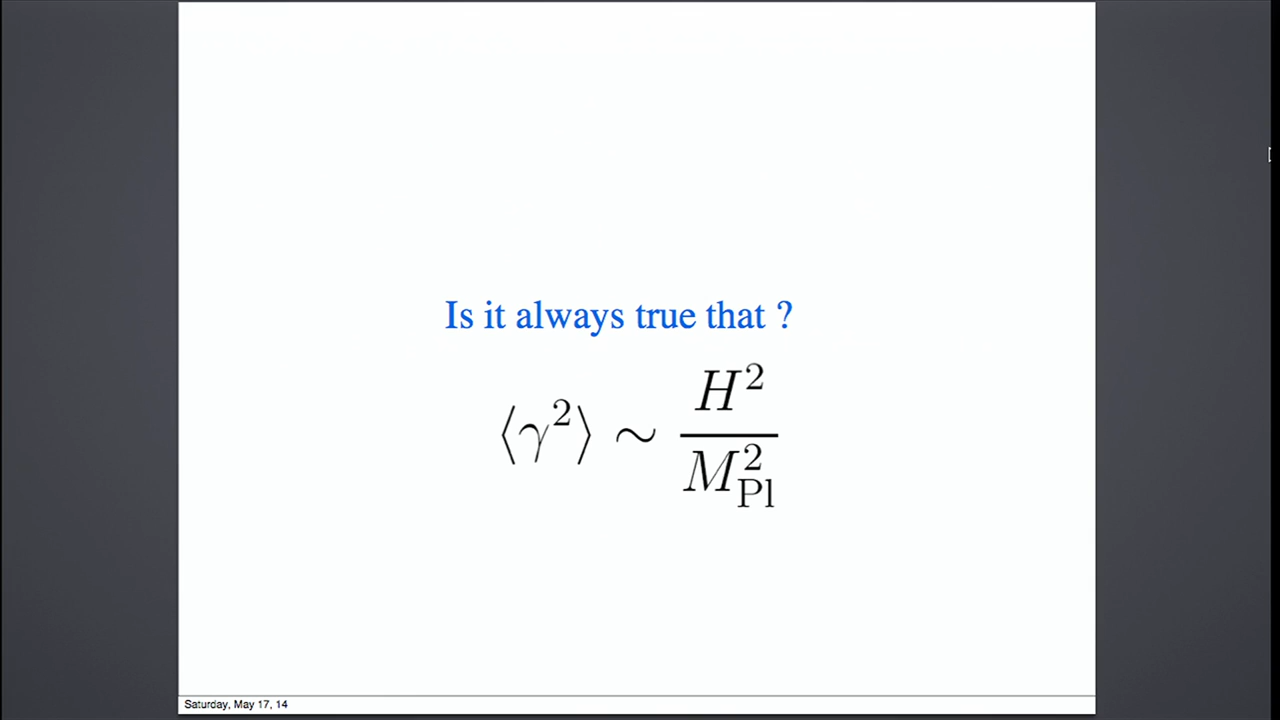 Is it always true that ?
⟨γ²⟩ ∼ H² / M²_Pl
Saturday, May 17, 14